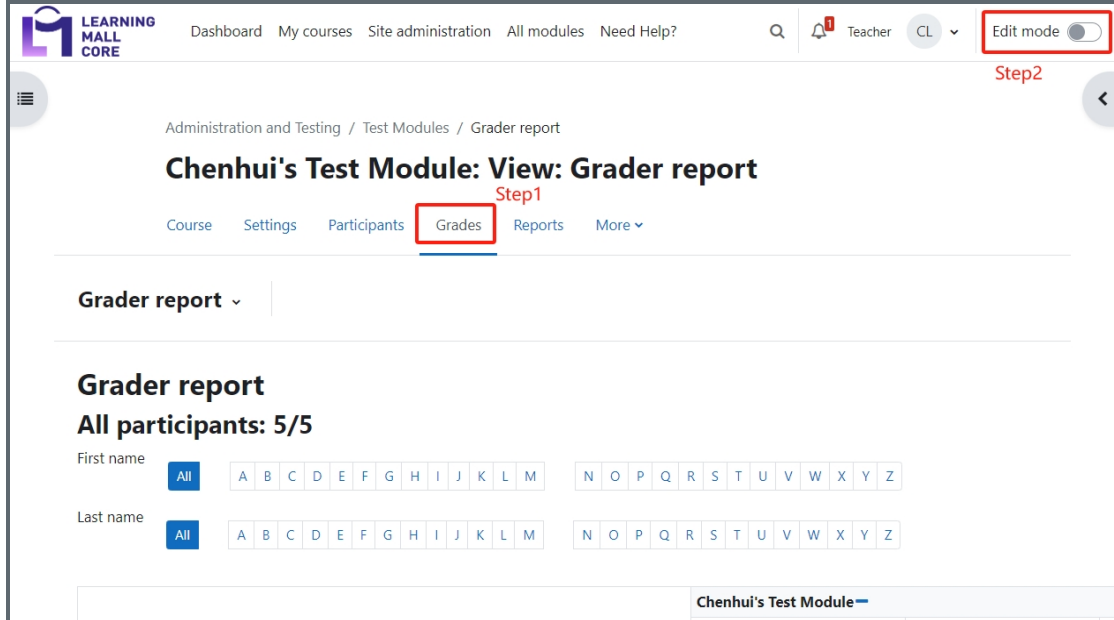 LEARNING
MALL
CORE
Dashboard My courses Site administration All modules Need Help? 1 Teacher CL Edit mode
Step2
Administration and Testing / Test Modules / Grader report
Chenhui's Test Module: View: Grader report
Step1
Course Settings Participants Grades Reports More
Grader report
Grader report
All participants: 5/5
First name
All A B C D E F G H I J K L M N O P Q R S T U V W X Y Z
Last name
All A B C D E F G H I J K L M N O P Q R S T U V W X Y Z
Chenhui's Test Module